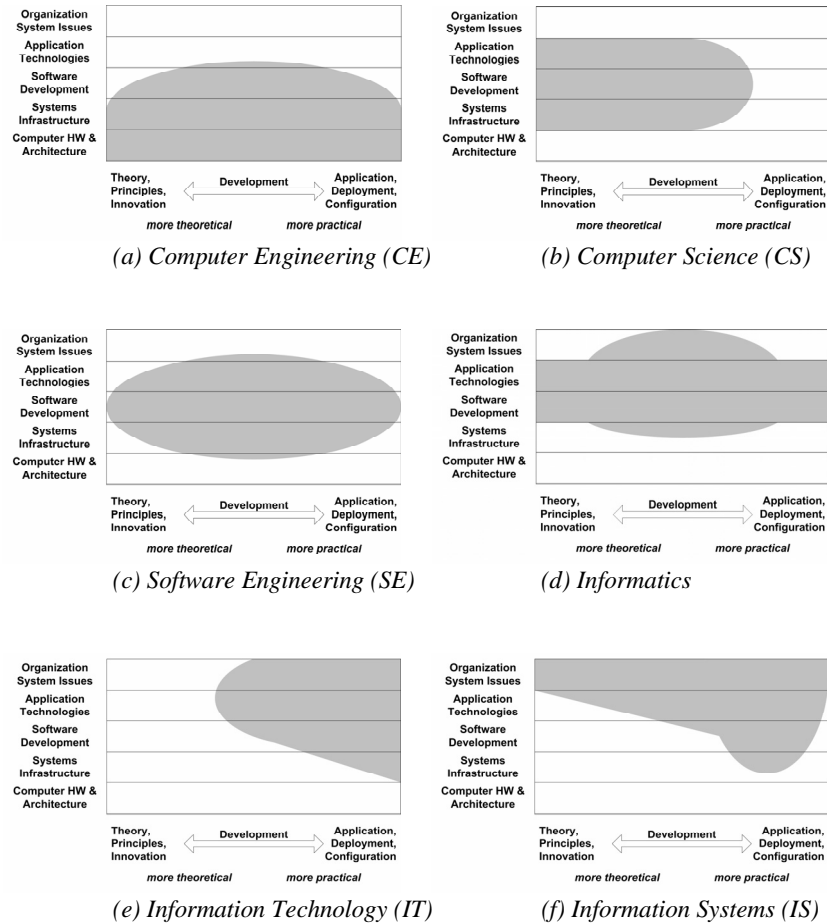 Organization
System Issues
Application
Technologies
Software
Development
Systems
Infrastructure
Computer HW &
Architecture
Theory,
Principles,
Innovation
Development
Application,
Deployment,
Configuration
more theoretical
more practical
(a) Computer Engineering (CE)
Organization
System Issues
Application
Technologies
Software
Development
Systems
Infrastructure
Computer HW &
Architecture
Theory,
Principles,
Innovation
Development
Application,
Deployment,
Configuration
more theoretical
more practical
(b) Computer Science (CS)
Organization
System Issues
Application
Technologies
Software
Development
Systems
Infrastructure
Computer HW &
Architecture
Theory,
Principles,
Innovation
Development
Application,
Deployment,
Configuration
more theoretical
more practical
(c) Software Engineering (SE)
Organization
System Issues
Application
Technologies
Software
Development
Systems
Infrastructure
Computer HW &
Architecture
Theory,
Principles,
Innovation
Development
Application,
Deployment,
Configuration
more theoretical
more practical
(d) Informatics
Organization
System Issues
Application
Technologies
Software
Development
Systems
Infrastructure
Computer HW &
Architecture
Theory,
Principles,
Innovation
Development
Application,
Deployment,
Configuration
more theoretical
more practical
(e) Information Technology (IT)
Organization
System Issues
Application
Technologies
Software
Development
Systems
Infrastructure
Computer HW &
Architecture
Theory,
Principles,
Innovation
Development
Application,
Deployment,
Configuration
more theoretical
more practical
(f) Information Systems (IS)